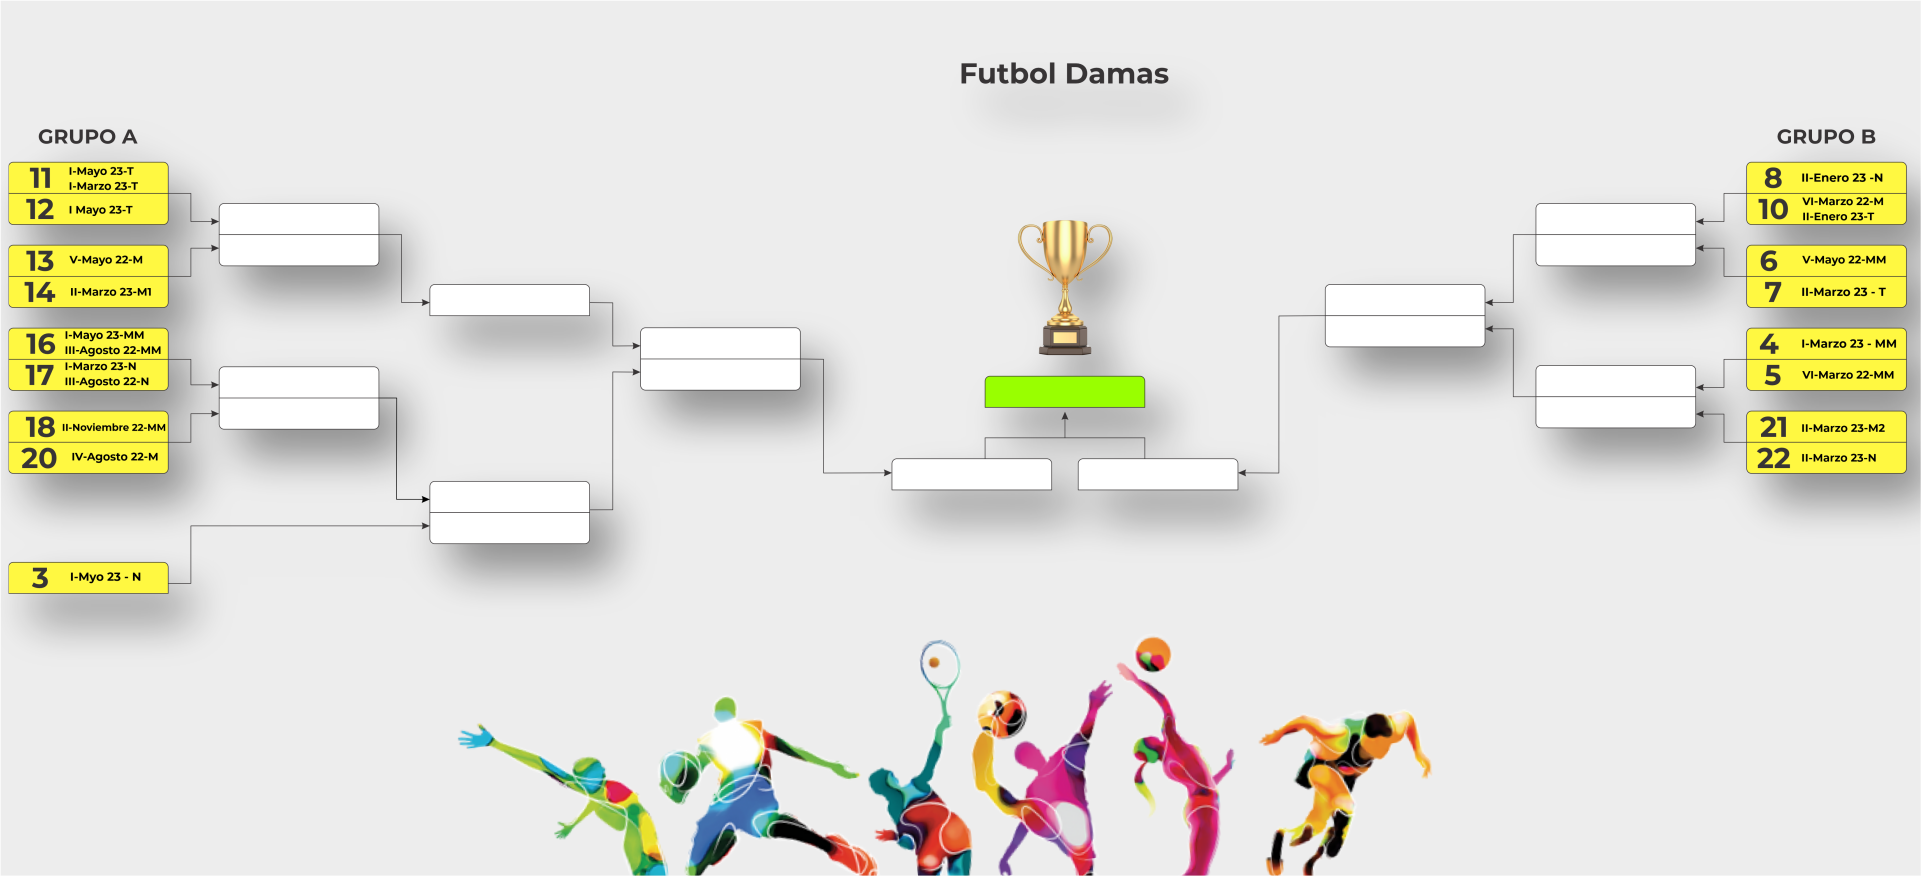 Futbol Damas
GRUPO A
11 I-Mayo 23-T
I-Marzo 23-T
12 I Mayo 23-T
13 V-Mayo 22-M
14 II-Marzo 23-M1
16 I-Mayo 23-MM
III-Agosto 22-MM
17 I-Marzo 23-N
III-Agosto 22-N
18 II-Noviembre 22-MM
20 IV-Agosto 22-M
3 I-Myo 23 - N
GRUPO B
8 II-Enero 23 -N
10 VI-Marzo 22-M
II-Enero 23-T
6 V-Mayo 22-MM
7 II-Marzo 23 - T
4 I-Marzo 23 - MM
5 VI-Marzo 22-MM
21 II-Marzo 23-M2
22 II-Marzo 23-N